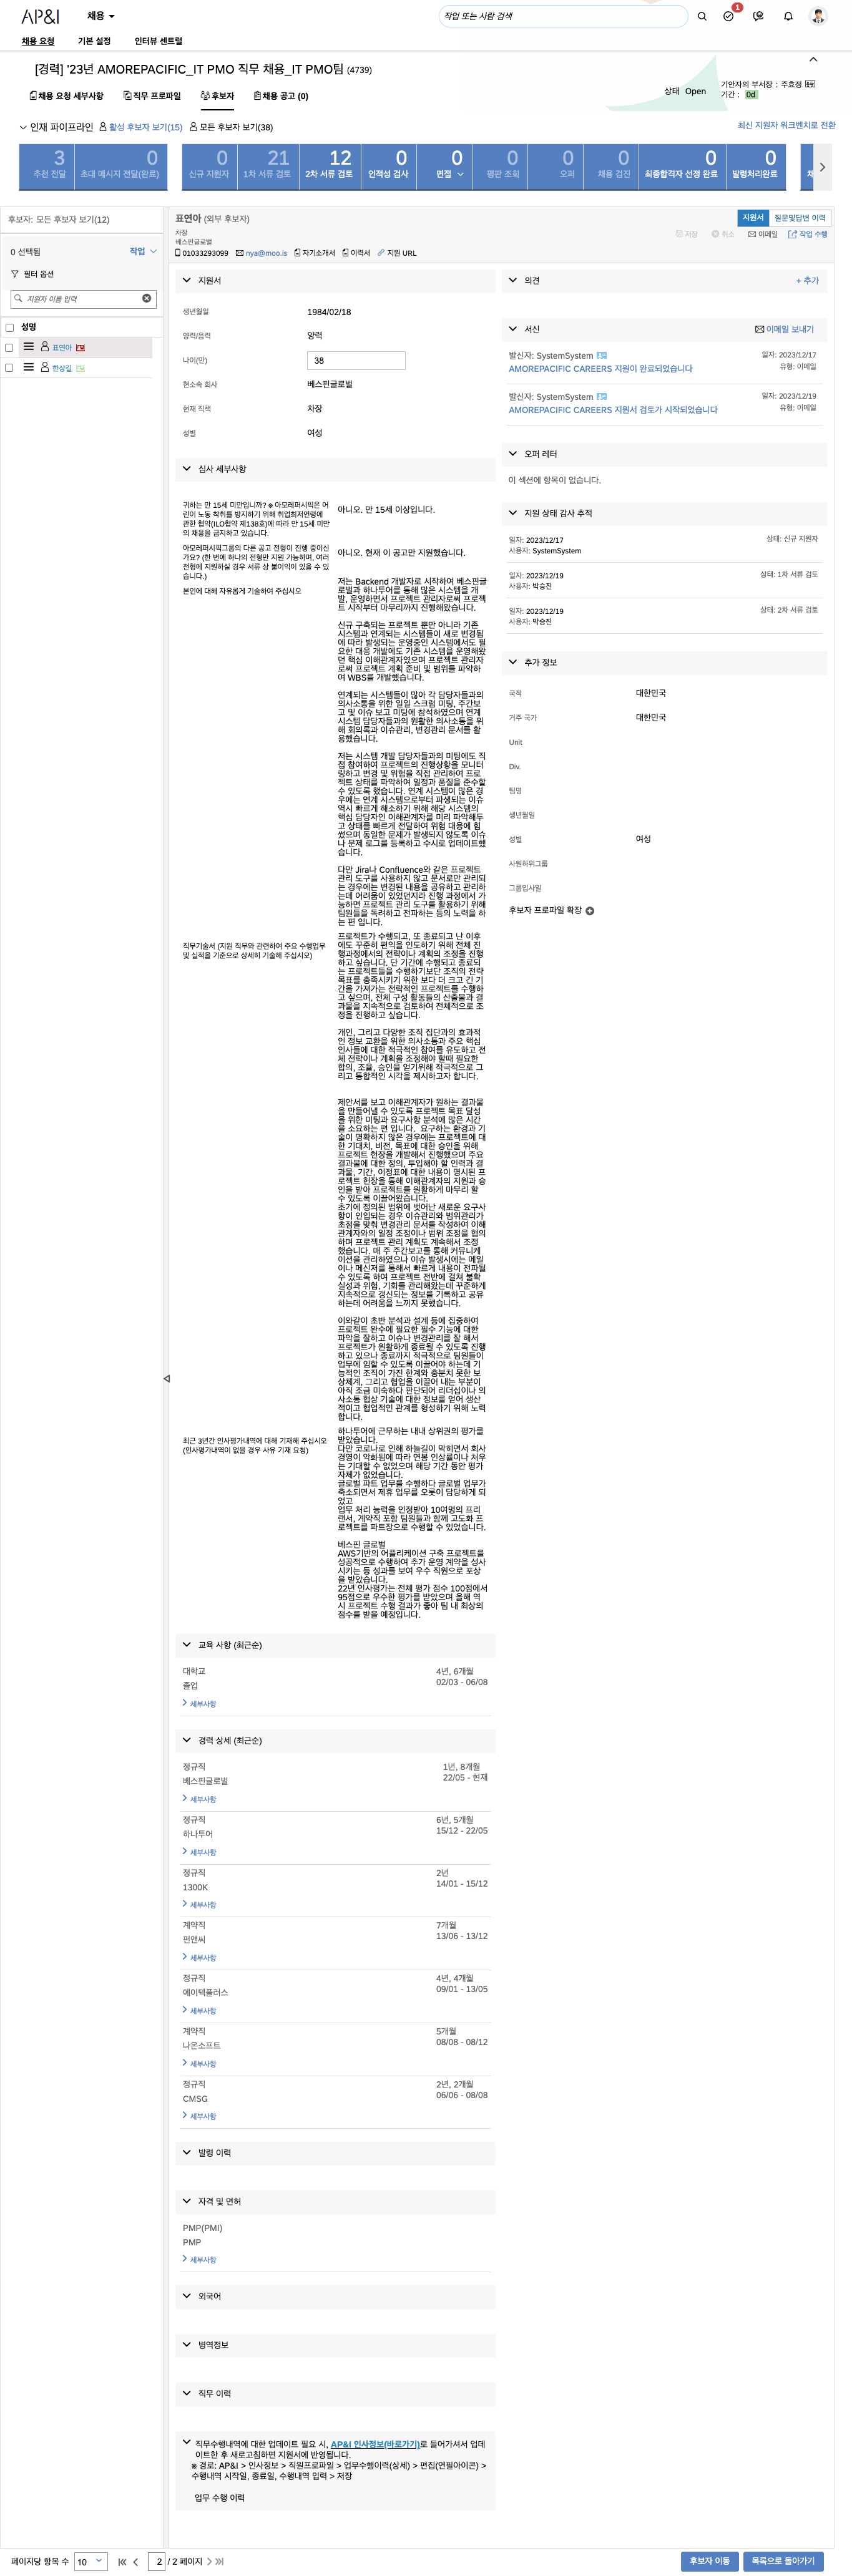 AP&I
채용
작업 또는 사람 검색
1
채용 요청
기본 설정
인터뷰 센트럴
[경력] '23년 AMOREPACIFIC_IT PMO 직무 채용_IT PMO팀 (4739)
상태 Open
기안자의 부서장 : 주효정
기간 : 0d
채용 요청 세부사항
직무 프로파일
후보자
채용 공고 (0)
인재 파이프라인
활성 후보자 보기(15)
모든 후보자 보기(38)
최신 지원자 워크벤치로 전환
3 추천 전달
0 초대 메시지 전달(완료)
0 신규 지원자
21 1차 서류 검토
12 2차 서류 검토
0 인적성 검사
0 면접
0 평판 조회
0 오퍼
0 채용 검진
0 최종합격자 선정 완료
0 발령처리완료
후보자: 모든 후보자 보기(12)
0 선택됨
작업
필터 옵션
지원자 이름 입력
성명
표연아
한상길
표연아 (외부 후보자)
차장
베스핀글로벌
01033293099
nya@moo.is
자기소개서
이력서
지원 URL
지원서
질문및답변 이력
저장
취소
이메일
작업 수행
지원서
생년월일 1984/02/18
양력/음력 양력
나이(만) 38
현소속 회사 베스핀글로벌
현재 직책 차장
성별 여성
심사 세부사항
귀하는 만 15세 미만입니까? ※ 아모레퍼시픽은 어
린이 노동 착취를 방지하기 위해 취업최저연령에
관한 협약(ILO협약 제138호)에 따라 만 15세 미만
의 채용을 금지하고 있습니다.
아니오. 만 15세 이상입니다.
아모레퍼시픽그룹의 다른 공고 전형이 진행 중이신
가요? (한 번에 하나의 전형만 지원 가능하며, 여러
전형에 지원하실 경우 서류 상 불이익이 있을 수 있
습니다.)
아니오. 현재 이 공고만 지원했습니다.
본인에 대해 자유롭게 기술하여 주십시오
저는 Backend 개발자로 시작하여 베스핀글
로벌과 하나투어를 통해 많은 시스템을 개
발, 운영하면서 프로젝트 관리자로써 프로젝
트 시작부터 마무리까지 진행해왔습니다.
신규 구축되는 프로젝트 뿐만 아니라 기존
시스템과 연계되는 시스템들이 새로 변경됨
에 따라 발생되는 운영중인 시스템에서도 필
요한 대응 개발에도 기존 시스템을 운영해왔
던 핵심 이해관계자였으며 프로젝트 관리자
로써 프로젝트 계획 준비 및 범위를 파악하
여 WBS를 개발했습니다.
연계되는 시스템들이 많아 각 담당자들과의
의사소통을 위한 일일 스크럼 미팅, 주간보
고 및 이슈 보고 미팅에 참석하였으며 연계
시스템 담당자들과의 원활한 의사소통을 위
해 회의록과 이슈관리, 변경관리 문서를 활
용했습니다.
저는 시스템 개발 담당자들과의 미팅에도 직
접 참여하여 프로젝트의 진행상황을 모니터
링하고 변경 및 위험을 직접 관리하여 프로
젝트 상태를 파악하여 일정과 품질을 준수할
수 있도록 했습니다. 연계 시스템이 많은 경
우에는 연계 시스템으로부터 파생되는 이슈
역시 빠르게 해소하기 위해 해당 시스템의
핵심 담당자인 이해관계자를 미리 파악해두
고 상태를 빠르게 전달하여 위험 대응에 힘
썼으며 동일한 문제가 발생되지 않도록 이슈
나 문제 로그를 등록하고 수시로 업데이트했
습니다.
다만 Jira나 Confluence와 같은 프로젝트
관리 도구를 사용하지 않고 문서로만 관리되
는 경우에는 변경된 내용을 공유하고 관리하
는데 어려움이 있었던지라 진행 과정에서 가
능하면 프로젝트 관리 도구를 활용하기 위해
팀원들을 독려하고 전파하는 등의 노력을 하
는 편 입니다.
직무기술서 (지원 직무와 관련하여 주요 수행업무
및 실적을 기준으로 상세히 기술해 주십시오)
프로젝트가 수행되고, 또 종료되고 난 이후
에도 꾸준히 편익을 인도하기 위해 전체 진
행과정에서의 전략이나 계획의 조정을 진행
하고 싶습니다. 단 기간에 수행되고 종료되
는 프로젝트들을 수행하기보단 조직의 전략
목표를 충족시키기 위한 보다 더 크고 긴 기
간을 가져가는 전략적인 프로젝트를 수행하
고 싶으며, 전체 구성 활동들의 산출물과 결
과물을 지속적으로 검토하여 전체적으로 조
정을 진행하고 싶습니다.
개인, 그리고 다양한 조직 집단과의 효과적
인 정보 교환을 위한 의사소통과 주요 핵심
인사들에 대한 적극적인 참여를 유도하고 전
체 전략이나 계획을 조정해야 할때 필요한
합의, 조율, 승인을 얻기위해 적극적으로 그
리고 통합적인 시각을 제시하고자 합니다.
제안서를 보고 이해관계자가 원하는 결과물
을 만들어낼 수 있도록 프로젝트 목표 달성
을 위한 미팅과 요구사항 분석에 많은 시간
을 소요하는 편 입니다. 요구하는 환경과 기
술이 명확하지 않은 경우에는 프로젝트에 대
한 기대치, 비전, 목표에 대한 승인을 위해
프로젝트 헌장을 개발해서 진행했으며 주요
결과물에 대한 정의, 투입해야 할 인력과 결
과물, 기간, 이정표에 대한 내용이 명시된 프
로젝트 헌장을 통해 이해관계자의 지원과 승
인을 받아 프로젝트를 원활하게 마무리 할
수 있도록 이끌어왔습니다.
초기에 정의된 범위에 벗어난 새로운 요구사
항이 인입되는 경우 이슈관리와 범위관리가
초점을 맞춰 변경관리 문서를 작성하여 이해
관계자와의 일정 조정이나 범위 조정을 협의
하며 프로젝트 관리 계획도 계속해서 조정
했습니다. 매 주 주간보고를 통해 커뮤니케
이션을 관리하였으나 이슈 발생시에는 메일
이나 메신저를 통해서 빠르게 내용이 전파될
수 있도록 하여 프로젝트 전반에 걸쳐 불확
실성과 위험, 기회를 관리해왔는데 꾸준하게
지속적으로 갱신되는 정보를 기록하고 공유
하는데 어려움을 느끼지 못했습니다.
이와같이 초반 분석과 설계 등에 집중하여
프로젝트 완수에 필요한 필수 기능에 대한
파악을 잘하고 이슈나 변경관리를 잘 해서
프로젝트가 원활하게 종료될 수 있도록 진행
하고 있으나 종료까지 적극적으로 팀원들이
업무에 임할 수 있도록 이끌어야 하는데 기
능적인 조직이 가진 한계와 충분치 못한 보
상체계, 그리고 협업을 이끌어 내는 부분이
아직 조금 미숙하다 판단되어 리더십이나 의
사소통 협상 기술에 대한 정보를 얻어 생산
적이고 협업적인 관계를 형성하기 위해 노력
합니다.
최근 3년간 인사평가내역에 대해 기재해 주십시오
(인사평가내역이 없을 경우 사유 기재 요청)
하나투어에 근무하는 내내 상위권의 평가를
받았습니다.
다만 코로나로 인해 하늘길이 막히면서 회사
경영이 악화됨에 따라 연봉 인상률이나 처우
는 기대할 수 없었으며 해당 기간 동안 평가
자체가 없었습니다.
글로벌 파트 업무를 수행하다 글로벌 업무가
축소되면서 제휴 업무를 오롯이 담당하게 되
었고
업무 처리 능력을 인정받아 10여명의 프리
랜서, 계약직 포함 팀원들과 함께 고도화 프
로젝트를 파트장으로 수행할 수 있었습니다.
베스핀 글로벌
AWS기반의 어플리케이션 구축 프로젝트를
성공적으로 수행하여 추가 운영 계약을 성사
시키는 등 성과를 보여 우수 직원으로 포상
을 받았습니다.
22년 인사평가는 전체 평가 점수 100점에서
95점으로 우수한 평가를 받았으며 올해 역
시 프로젝트 수행 결과가 좋아 팀 내 최상의
점수를 받을 예정입니다.
교육 사항 (최근순)
대학교 4년, 6개월
졸업 02/03 - 06/08
세부사항
경력 상세 (최근순)
정규직 1년, 8개월
베스핀글로벌 22/05 - 현재
세부사항
정규직 6년, 5개월
하나투어 15/12 - 22/05
세부사항
정규직 2년
1300K 14/01 - 15/12
세부사항
계약직 7개월
펀앤씨 13/06 - 13/12
세부사항
정규직 4년, 4개월
에이텍플러스 09/01 - 13/05
세부사항
계약직 5개월
나온소프트 08/08 - 08/12
세부사항
정규직 2년, 2개월
CMSG 06/06 - 08/08
세부사항
발령 이력
자격 및 면허
PMP(PMI)
PMP
세부사항
외국어
병역정보
직무 이력
직무수행내역에 대한 업데이트 필요 시, AP&I 인사정보(바로가기)로 들어가셔서 업데
이트한 후 새로고침하면 지원서에 반영됩니다.
※ 경로: AP&I > 인사정보 > 직원프로파일 > 업무수행이력(상세) > 편집(연필아이콘) >
수행내역 시작일, 종료일, 수행내역 입력 > 저장
업무 수행 이력
의견
+ 추가
서신
이메일 보내기
발신자: SystemSystem 일자: 2023/12/17
AMOREPACIFIC CAREERS 지원이 완료되었습니다 유형: 이메일
발신자: SystemSystem 일자: 2023/12/19
AMOREPACIFIC CAREERS 지원서 검토가 시작되었습니다 유형: 이메일
오퍼 레터
이 섹션에 항목이 없습니다.
지원 상태 감사 추적
일자: 2023/12/17 상태: 신규 지원자
사용자: SystemSystem
일자: 2023/12/19 상태: 1차 서류 검토
사용자: 박승진
일자: 2023/12/19 상태: 2차 서류 검토
사용자: 박승진
추가 정보
국적 대한민국
거주 국가 대한민국
Unit
Div.
팀명
생년월일
성별 여성
사원하위그룹
그룹입사일
후보자 프로파일 확장
페이지당 항목 수 10
2 / 2 페이지
후보자 이동
목록으로 돌아가기